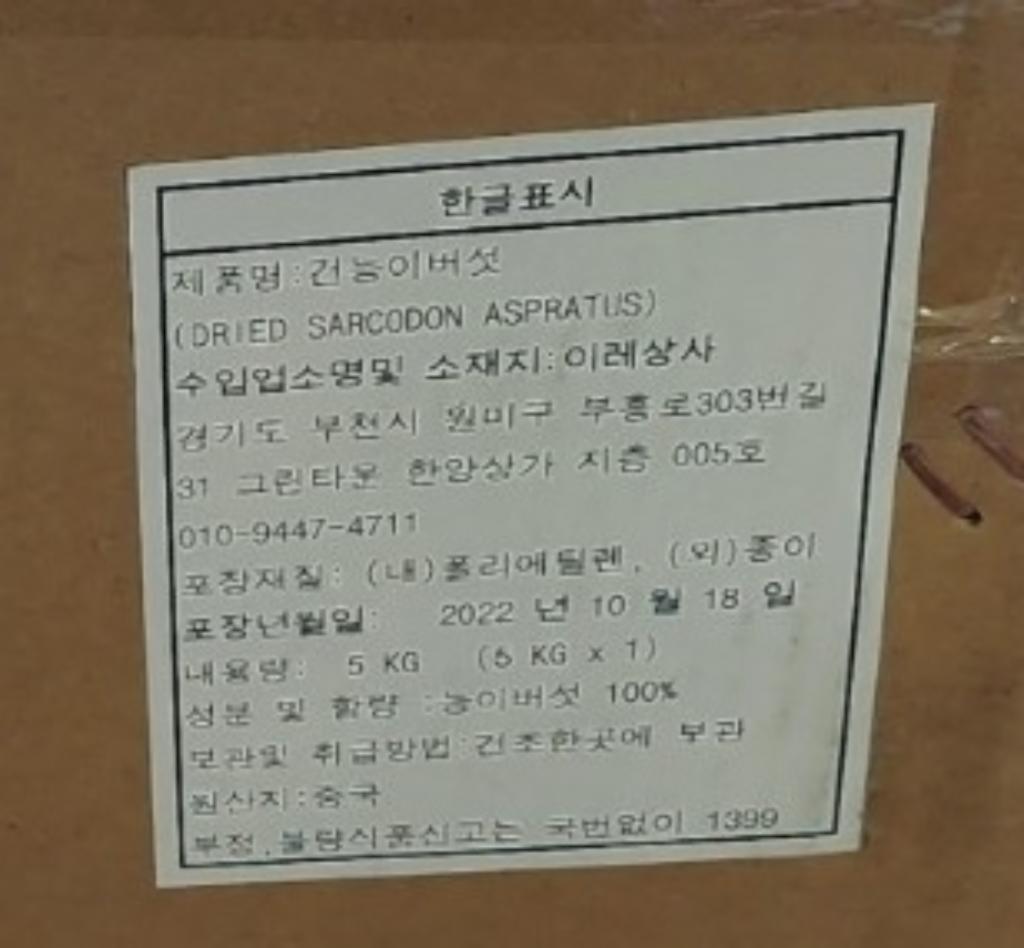 한글표시
제품명:건능이버섯
(DRIED SARCODON ASPRATUS)
수입업소명및 소재지:이레상사
경기도 부천시 원미구 부흥로303번길
31 그린타운 한양상가 지층 005호
010-9447-4711
포장재질: (내)폴리에틸렌, (외)종이
포장년월일: 2022 년 10 월 18 일
내용량: 5 KG (5 KG x 1)
성분 및 함량 :능이버섯 100%
보관및 취급방법:건조한곳에 보관
원산지:중국
부정,불량식품신고는 국번없이 1399